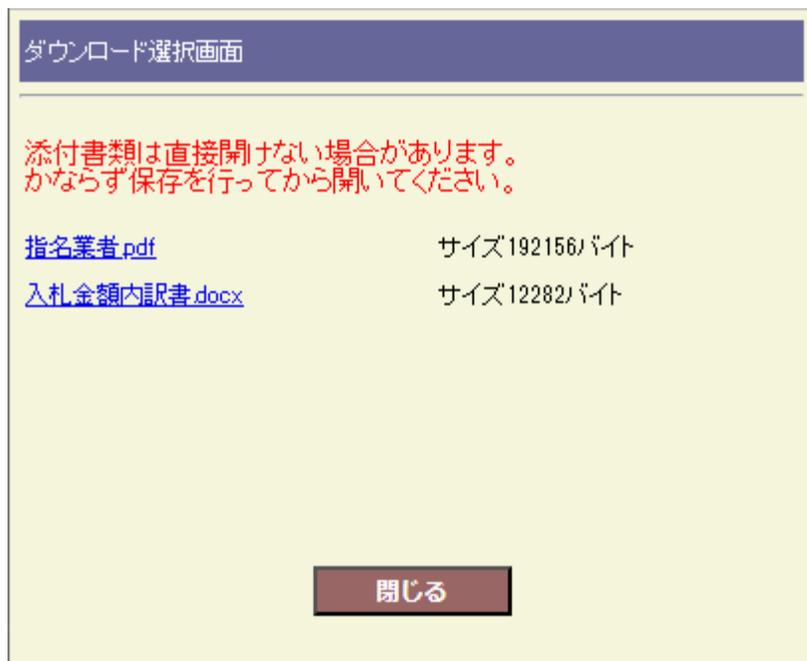 ダウンロード選択画面
添付書類は直接開けない場合があります。
かならず保存を行ってから開いてください。
指名業者.pdf サイズ192156バイト
入札金額内訳書.docx サイズ12282バイト
閉じる